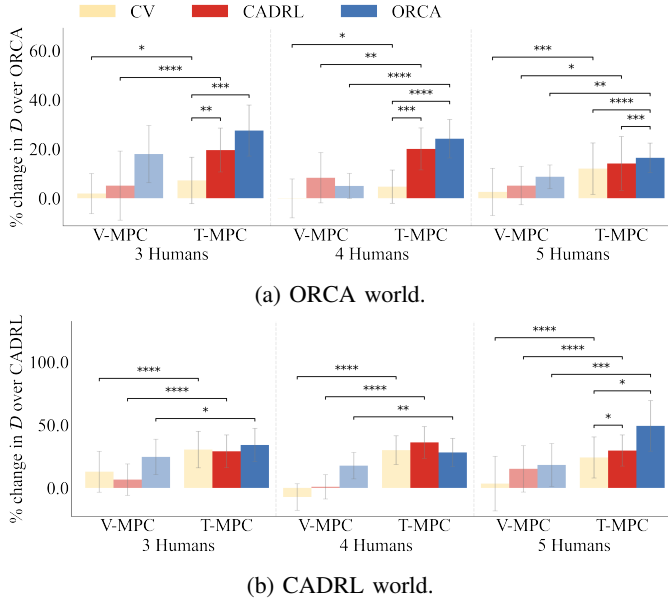 CV CADRL ORCA
% change in D over ORCA
60.0
40.0
20.0
0.0
* **** *** **
* ** **** **** ***
*** * ** **** ***
V-MPC T-MPC V-MPC T-MPC V-MPC T-MPC
3 Humans 4 Humans 5 Humans
(a) ORCA world.
% change in D over CADRL
100.0
50.0
0.0
**** **** *
**** **** **
**** **** *** * *
V-MPC T-MPC V-MPC T-MPC V-MPC T-MPC
3 Humans 4 Humans 5 Humans
(b) CADRL world.